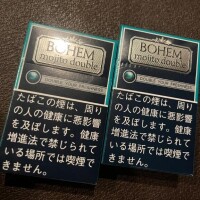 BOHEM
mojito double
たばこの煙は、周り
の人の健康に悪影響
を及ぼします。健康
増進法で禁じられて
いる場所では喫煙で
きません。
BOHEM
mojito double
DOUBLE YOUR FRESHNESS
たばこの煙は、周り
の人の健康に悪影響
を及ぼします。健康
増進法で禁じられて
いる場所では喫煙で
きません。